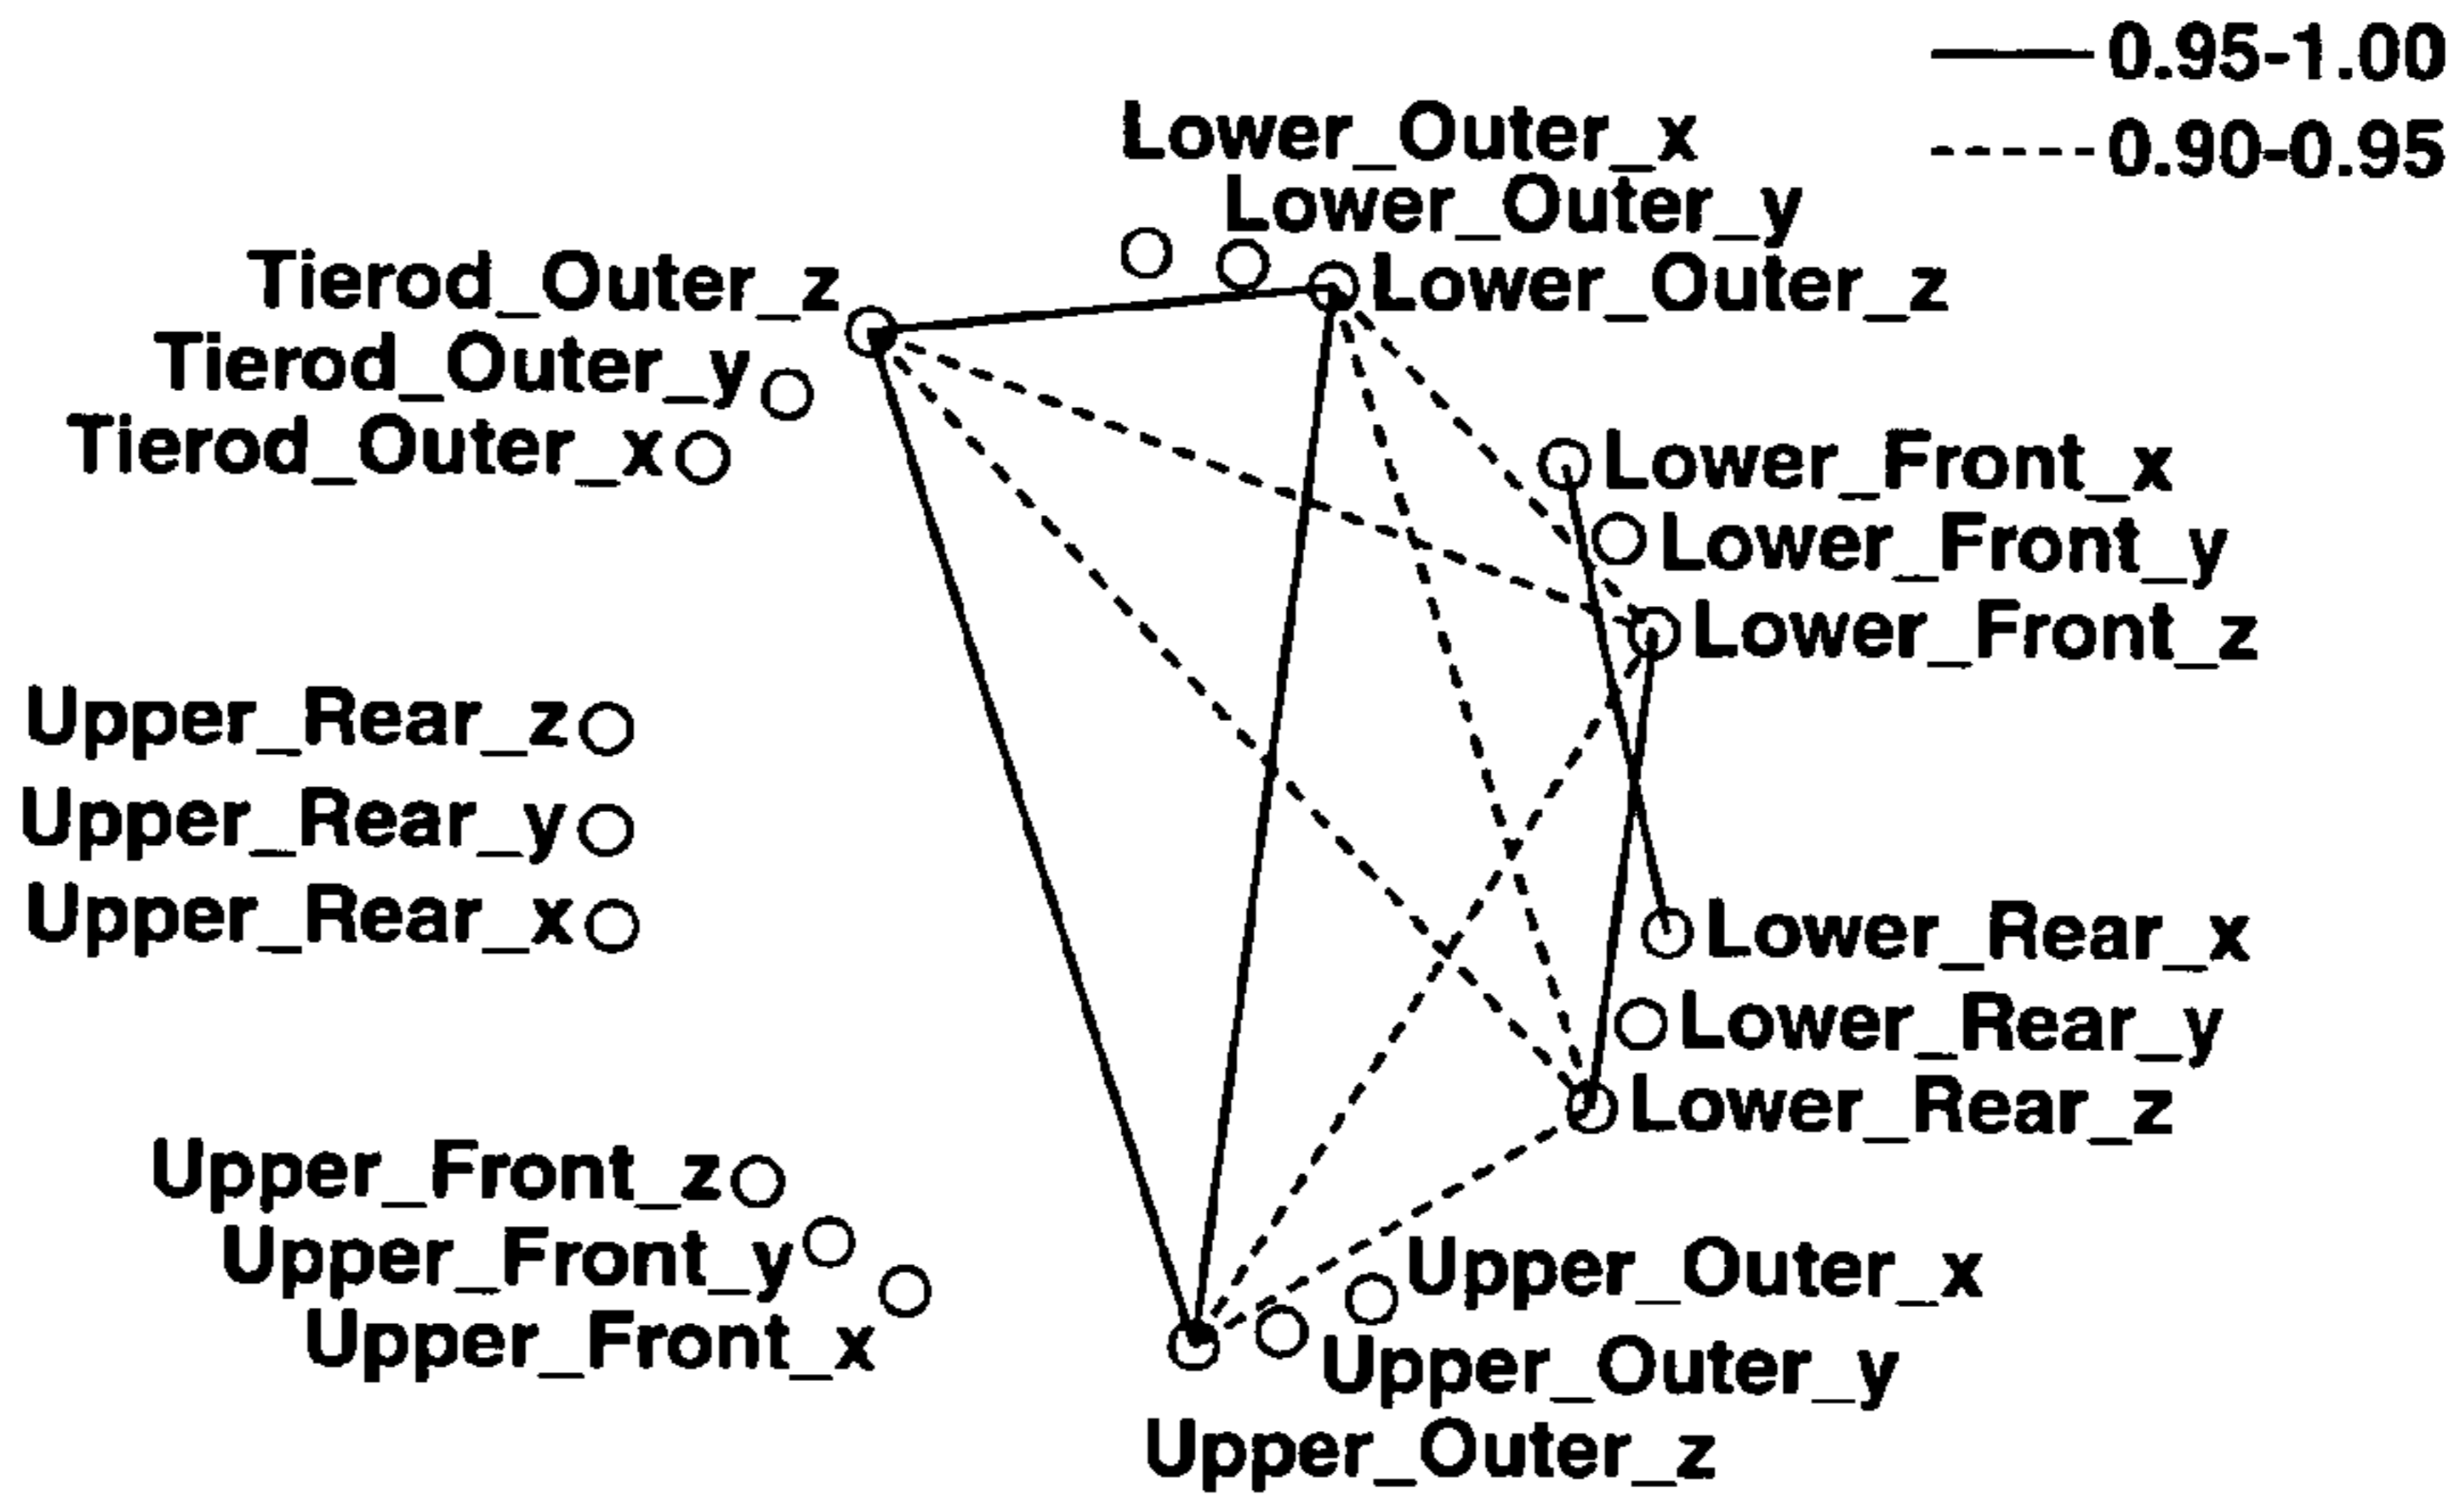 0.95-1.00
0.90-0.95
Lower_Outer_x
Lower_Outer_y
Lower_Outer_z
Tierod_Outer_z
Tierod_Outer_y
Tierod_Outer_x
Lower_Front_x
Lower_Front_y
Lower_Front_z
Upper_Rear_z
Upper_Rear_y
Upper_Rear_x
Lower_Rear_x
Lower_Rear_y
Lower_Rear_z
Upper_Front_z
Upper_Front_y
Upper_Front_x
Upper_Outer_x
Upper_Outer_y
Upper_Outer_z